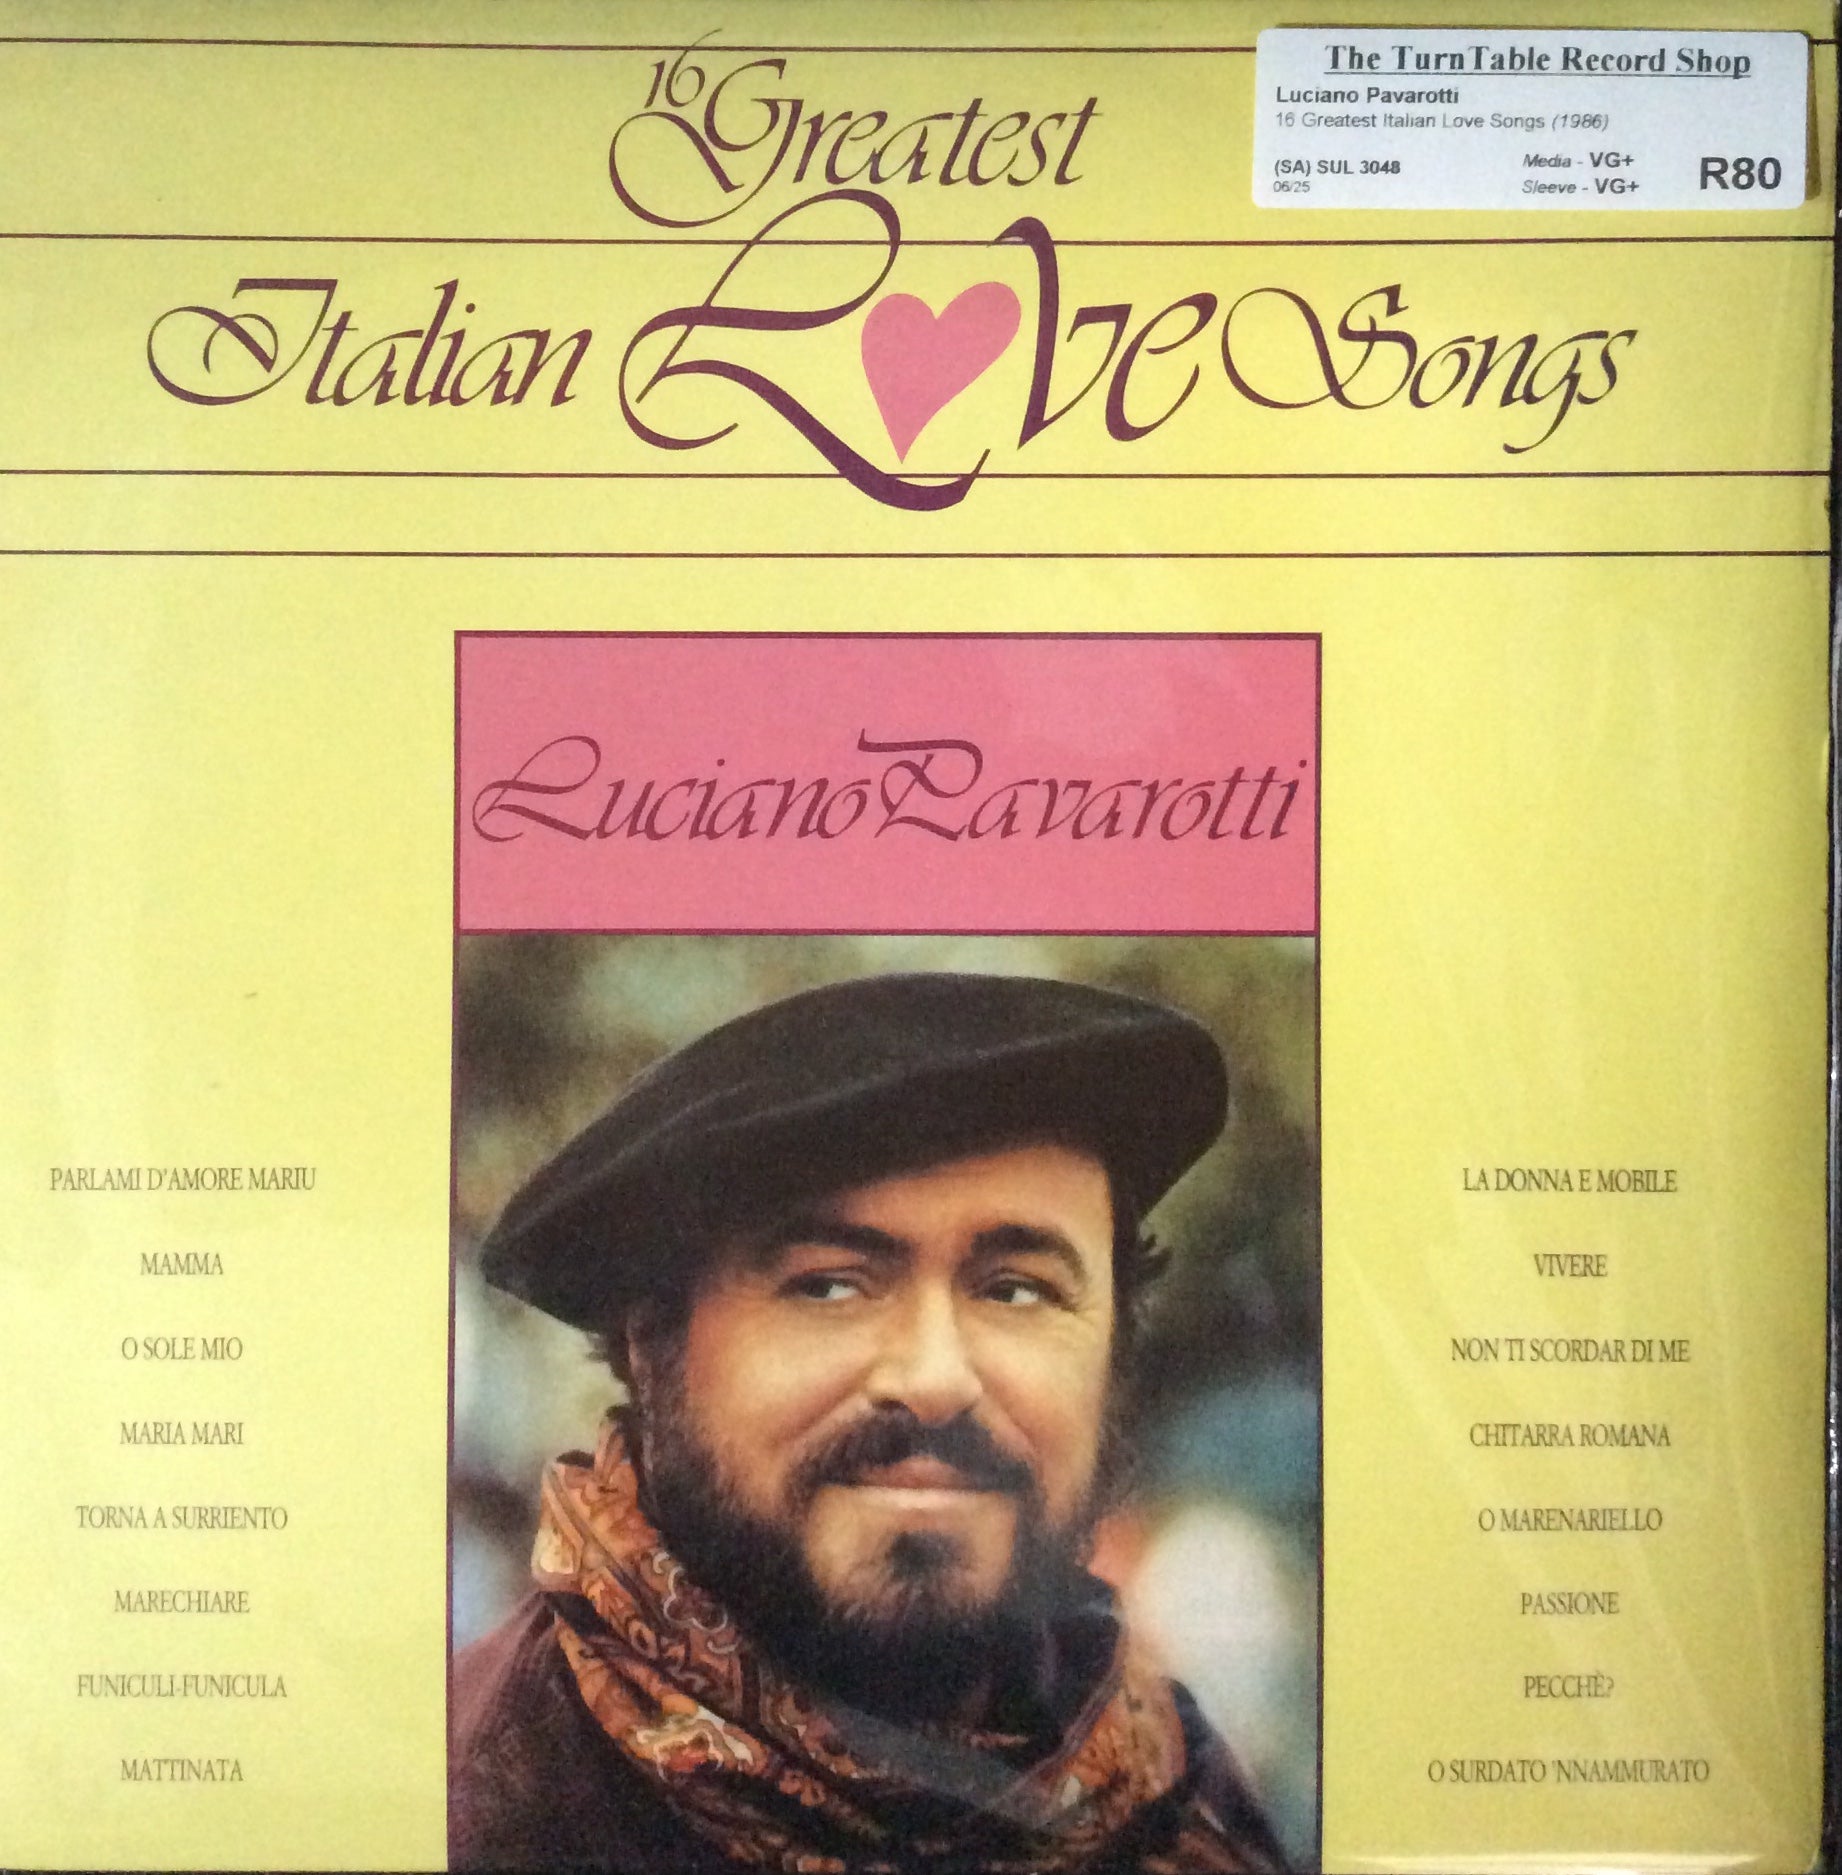 The TurnTable Record Shop
Luciano Pavarotti
16 Greatest Italian Love Songs (1986)
(SA) SUL 3048
06/25
Media - VG+
Sleeve - VG+
R80
16 Greatest
Italian Love Songs
Luciano Pavarotti
PARLAMI D'AMORE MARIU
MAMMA
O SOLE MIO
MARIA MARI
TORNA A SURRIENTO
MARECHIARE
FUNICULI-FUNICULA
MATTINATA
LA DONNA E MOBILE
VIVERE
NON TI SCORDAR DI ME
CHITARRA ROMANA
O MARENARIELLO
PASSIONE
PECCHÈ?
O SURDATO 'NNAMMURATO